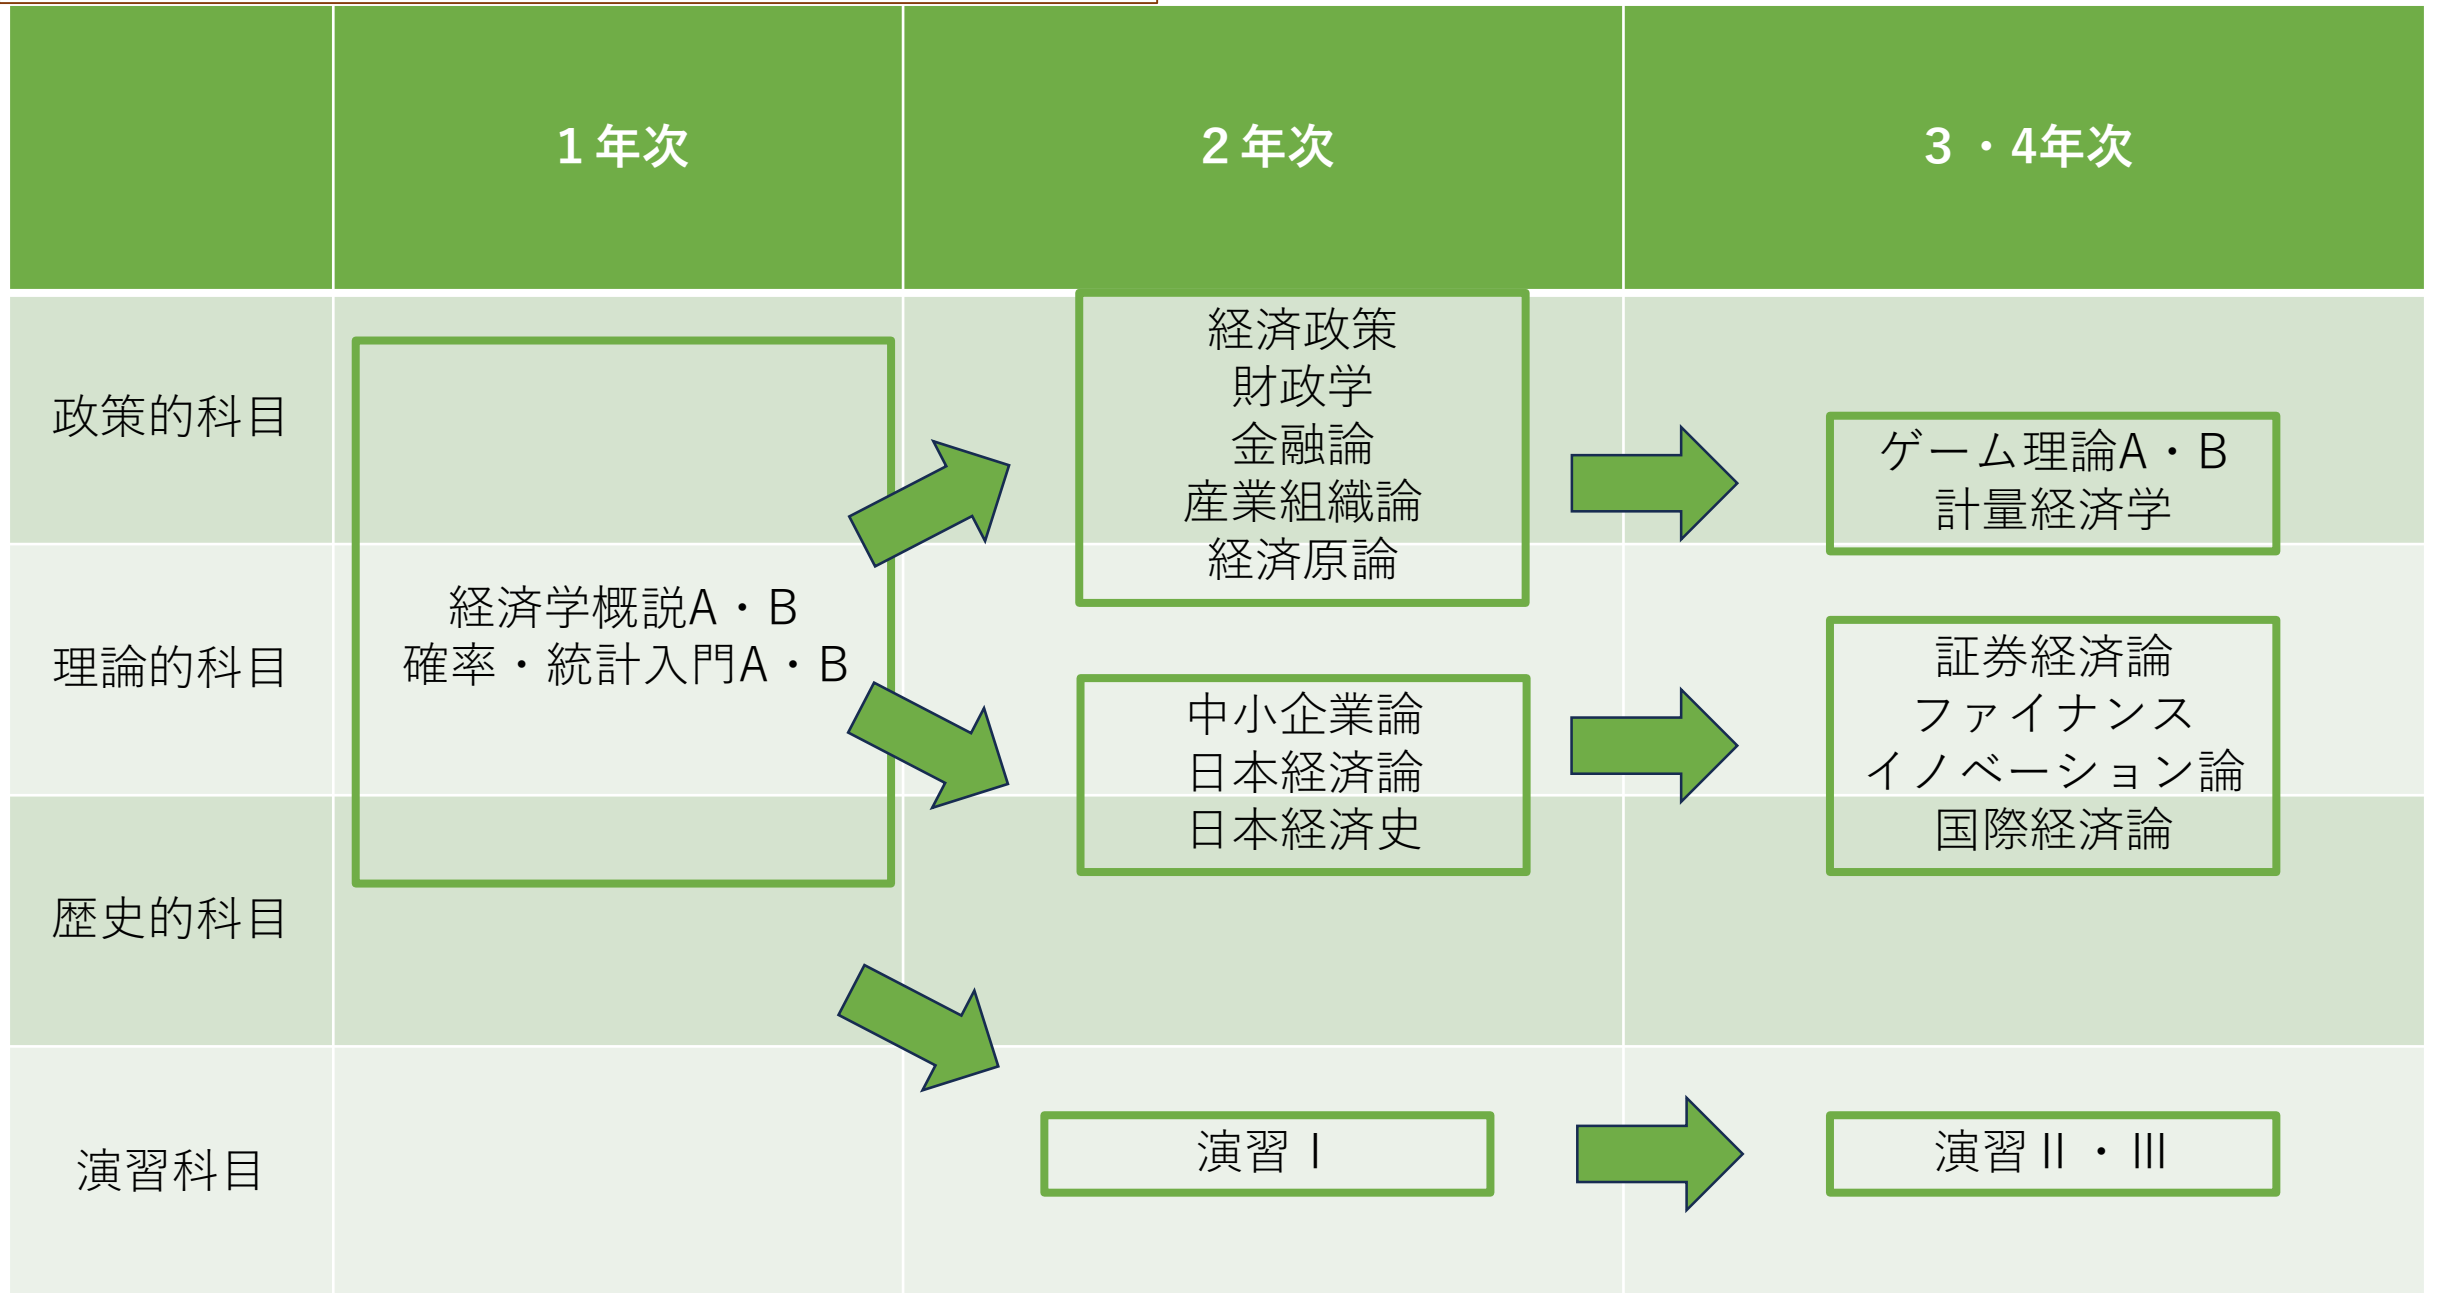 1年次
2年次
3・4年次
政策的科目
理論的科目
歴史的科目
演習科目
経済学概説A・B
確率・統計入門A・B
経済政策
財政学
金融論
産業組織論
経済原論
中小企業論
日本経済論
日本経済史
演習Ⅰ
ゲーム理論A・B
計量経済学
証券経済論
ファイナンス
イノベーション論
国際経済論
演習Ⅱ・Ⅲ